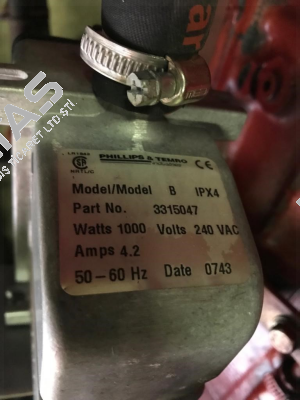 PHILLIPS & TEMRO
Model/Model B IPX4
Part No. 3315047
Watts 1000 Volts 240 VAC
Amps 4.2
50-60 Hz Date 0743